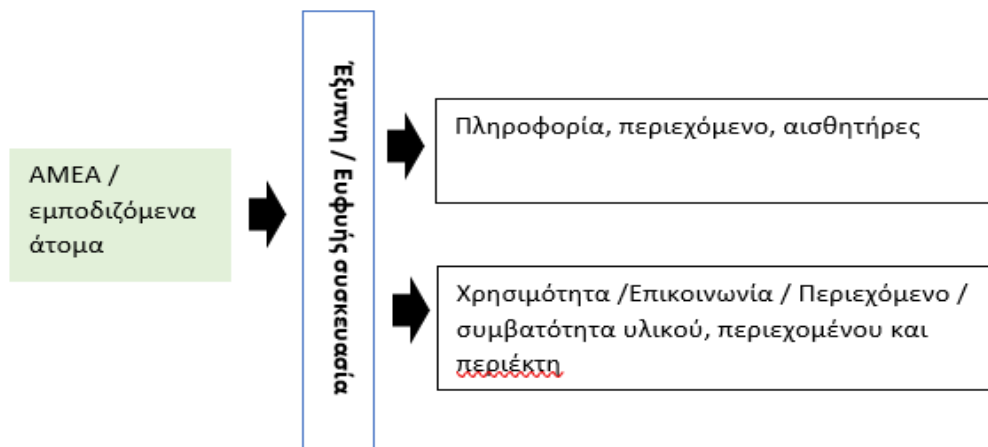 ΑΜΕΑ /
εμποδιζόμενα
άτομα
Έξυπνη / Ευφυής συσκευασία
Πληροφορία, περιεχόμενο, αισθητήρες
Χρησιμότητα /Επικοινωνία / Περιεχόμενο /
συμβατότητα υλικού, περιεχομένου και
περιέκτη